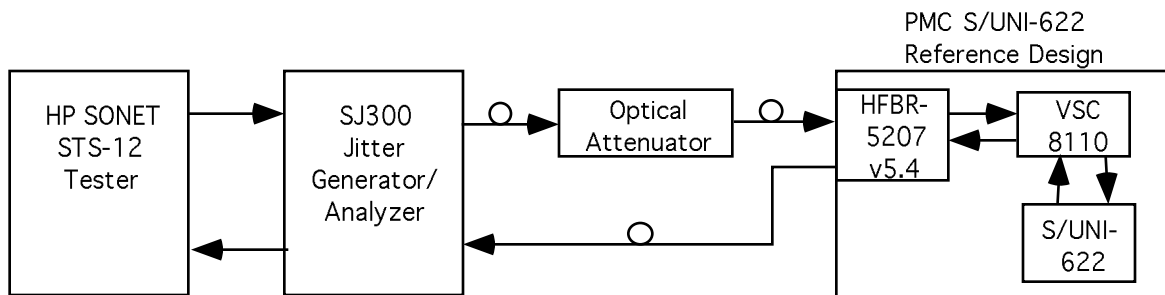 PMC S/UNI-622
Reference Design
HP SONET
STS-12
Tester
SJ300
Jitter
Generator/
Analyzer
Optical
Attenuator
HFBR-
5207
v5.4
VSC
8110
S/UNI-
622